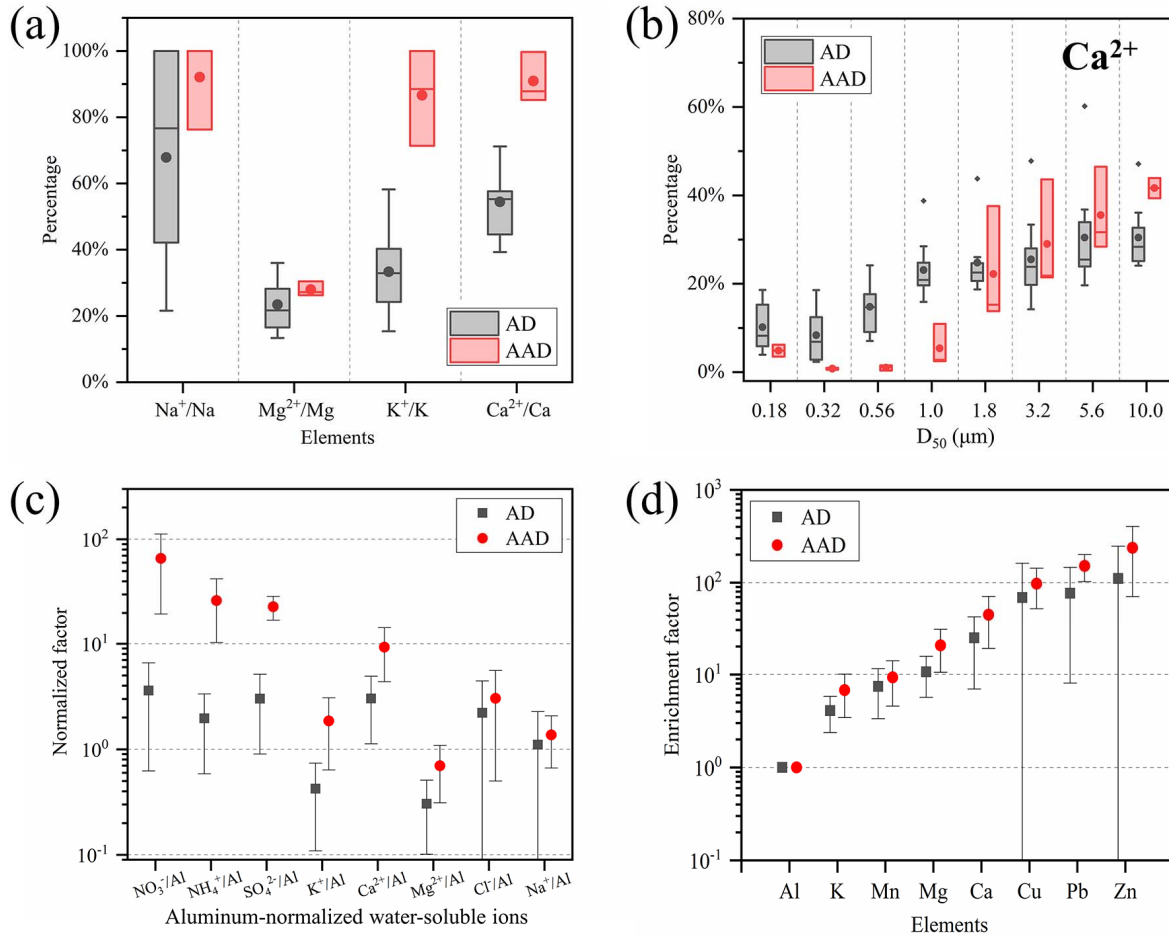 (a)
100%
80%
60%
40%
20%
0%
Percentage
AD
AAD
Na⁺/Na Mg²⁺/Mg K⁺/K Ca²⁺/Ca
Elements
(b)
80%
60%
40%
20%
0%
Percentage
AD
AAD
Ca²⁺
0.18 0.32 0.56 1.0 1.8 3.2 5.6 10.0
D₅₀ (μm)
(c)
10²
10¹
10⁰
10⁻¹
Normalized factor
AD
AAD
NO₃⁻/Al NH₄⁺/Al SO₄²⁻/Al K⁺/Al Ca²⁺/Al Mg²⁺/Al Cl⁻/Al Na⁺/Al
Aluminum-normalized water-soluble ions
(d)
10³
10²
10¹
10⁰
10⁻¹
Enrichment factor
AD
AAD
Al K Mn Mg Ca Cu Pb Zn
Elements